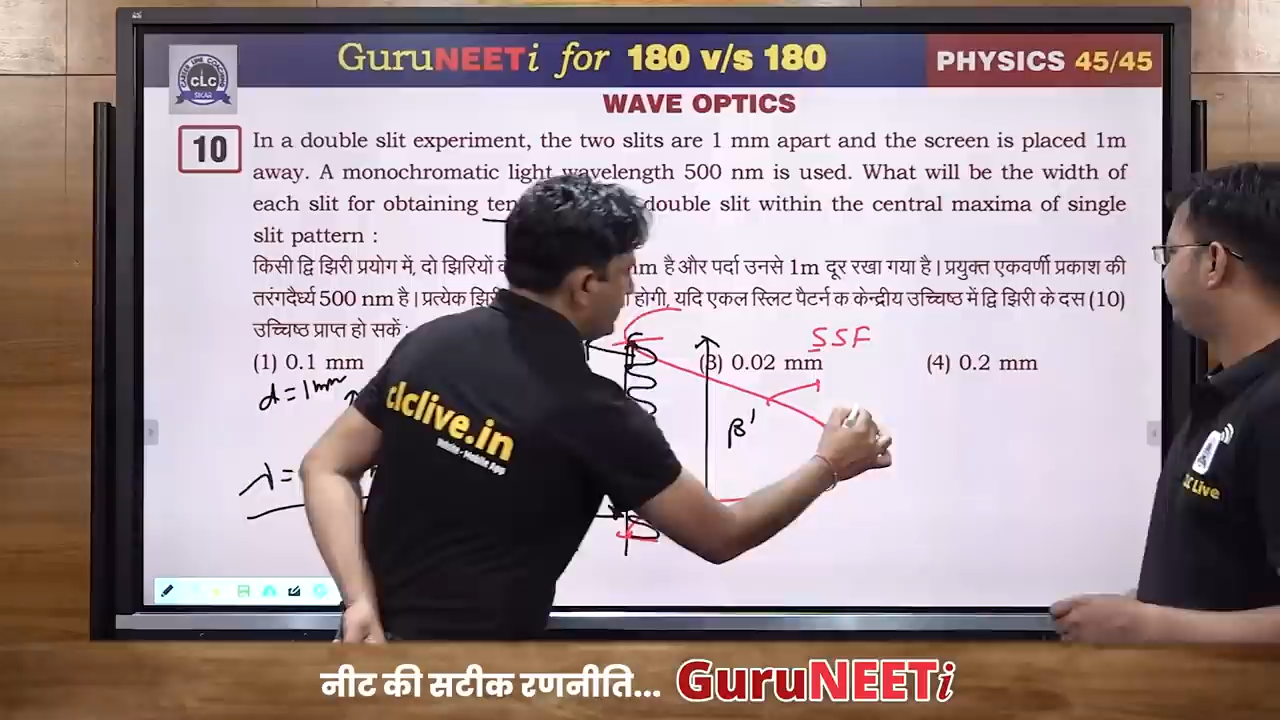 GuruNEETi for 180 v/s 180
PHYSICS 45/45
CLC
SIKAR
WAVE OPTICS
10
In a double slit experiment, the two slits are 1 mm apart and the screen is placed 1m
away. A monochromatic light wavelength 500 nm is used. What will be the width of
each slit for obtaining ten double slit within the central maxima of single
slit pattern :
किसी द्वि झिरी प्रयोग में, दो झिरियों है और पर्दा उनसे 1m दूर रखा गया है। प्रयुक्त एकवर्णी प्रकाश की
तरंगदैर्ध्य 500 nm है। प्रत्येक होगी, यदि एकल स्लिट पैटर्न क केन्द्रीय उच्चिष्ठ में द्वि झिरी के दस (10)
उच्चिष्ठ प्राप्त हो सकें :
(1) 0.1 mm (3) 0.02 mm (4) 0.2 mm
SSF
d = 1mm
β'
λ =
clclive.in
Website • Mobile App
Live
नीट की सटीक रणनीति... GuruNEETi